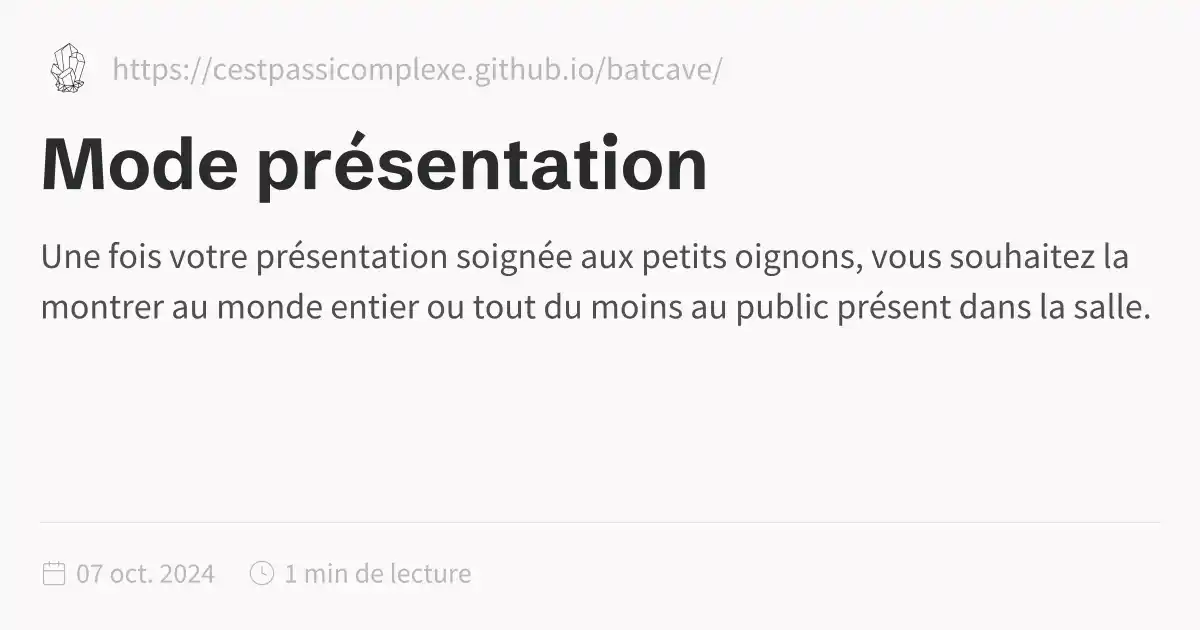 https://cestpassicomplexe.github.io/batcave/
Mode présentation
Une fois votre présentation soignée aux petits oignons, vous souhaitez la
montrer au monde entier ou tout du moins au public présent dans la salle.
07 oct. 2024 1 min de lecture